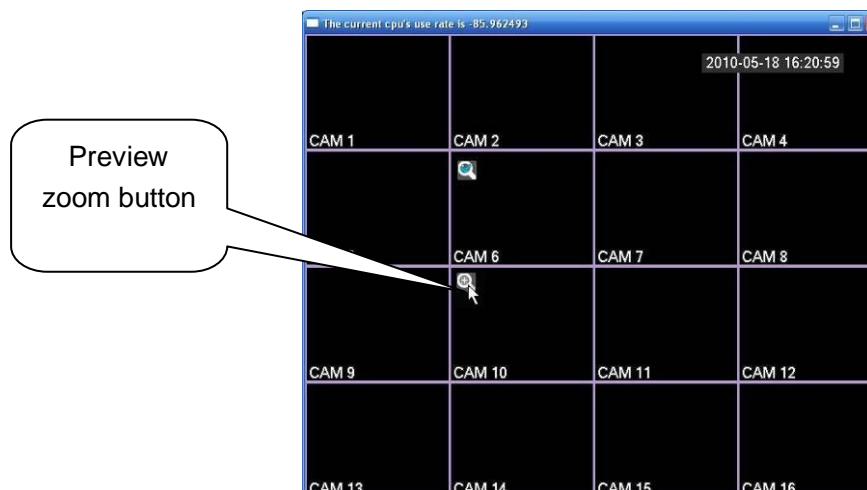 The current cpu's use rate is -85.962493
2010-05-18 16:20:59
Preview
zoom button
CAM 1 CAM 2 CAM 3 CAM 4
CAM 6 CAM 7 CAM 8
CAM 9 CAM 10 CAM 11 CAM 12
CAM 13 CAM 14 CAM 15 CAM 16